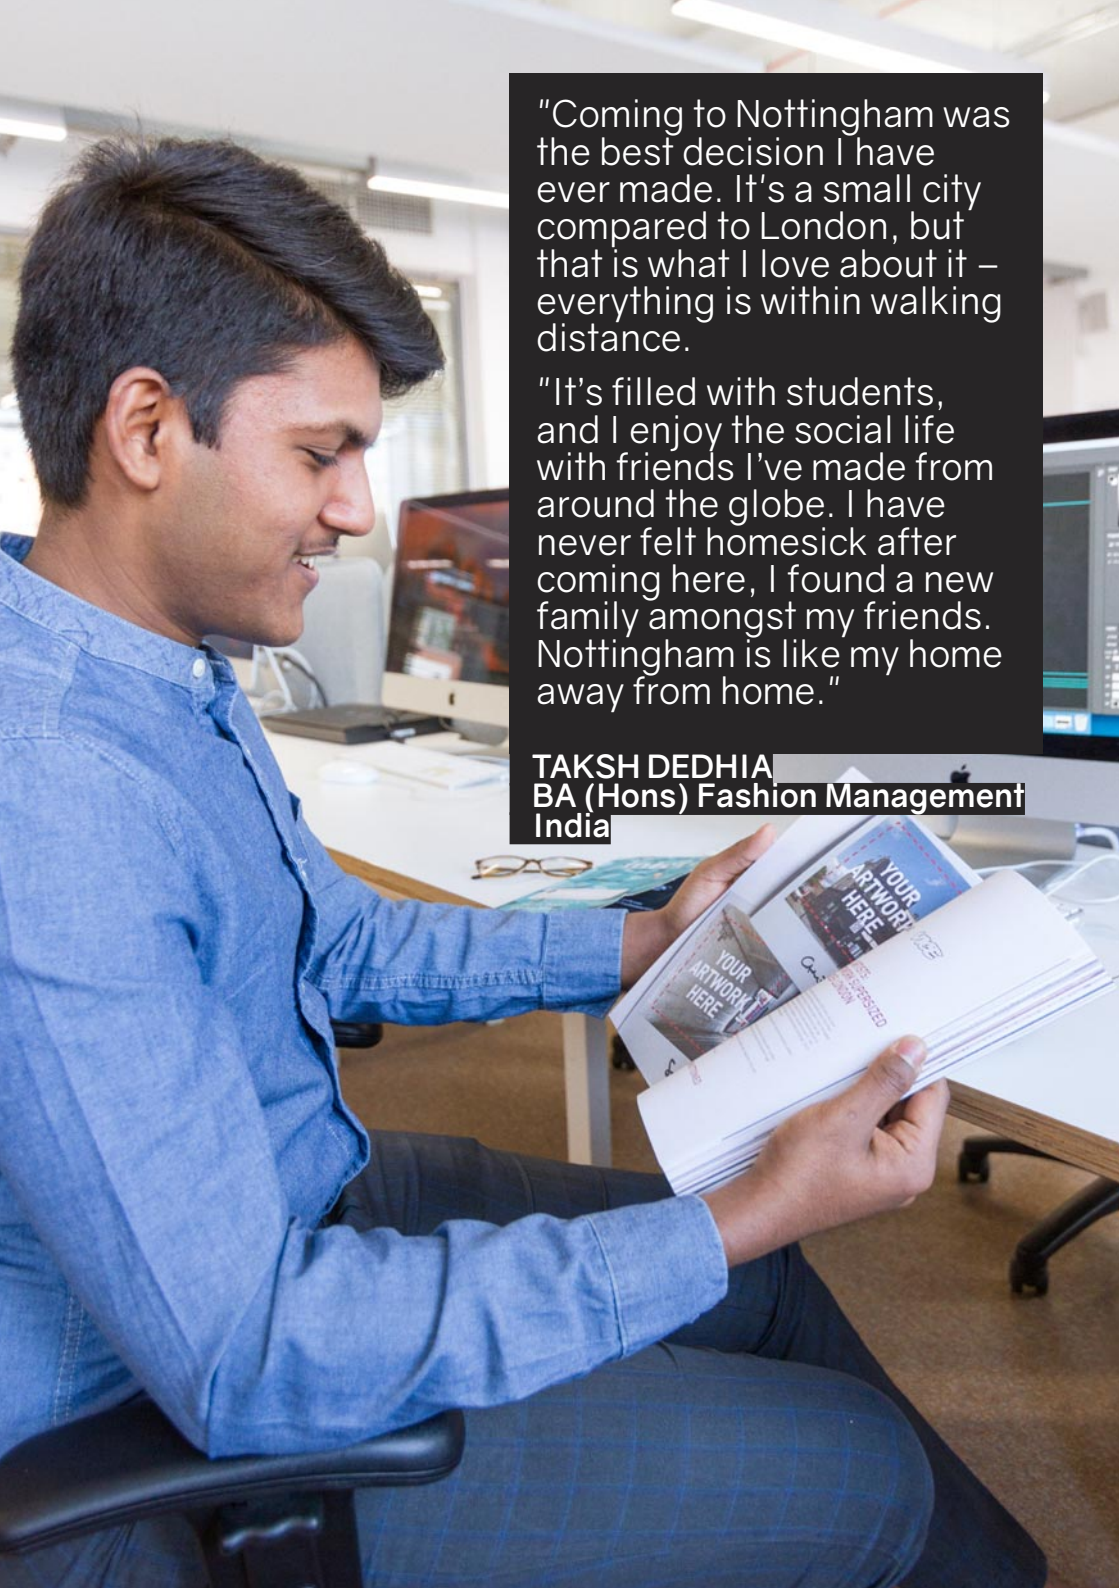 "Coming to Nottingham was
the best decision I have
ever made. It's a small city
compared to London, but
that is what I love about it –
everything is within walking
distance.
"It's filled with students,
and I enjoy the social life
with friends I've made from
around the globe. I have
never felt homesick after
coming here, I found a new
family amongst my friends.
Nottingham is like my home
away from home."
TAKSH DEDHIA
BA (Hons) Fashion Management
India
YOUR
ARTWORK
HERE
YOUR
ARTWORK
HERE
SUPERSIZED
LONDON